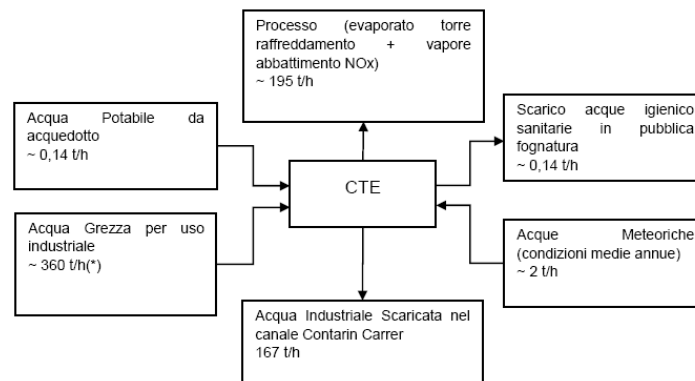 Processo (evaporato torre
raffreddamento + vapore
abbattimento NOx)
~ 195 t/h
Acqua Potabile da
acquedotto
~ 0,14 t/h
Scarico acque igienico
sanitarie in pubblica
fognatura
~ 0,14 t/h
CTE
Acqua Grezza per uso
industriale
~ 360 t/h(*)
Acque Meteoriche
(condizioni medie annue)
~ 2 t/h
Acqua Industriale Scaricata nel
canale Contarin Carrer
167 t/h